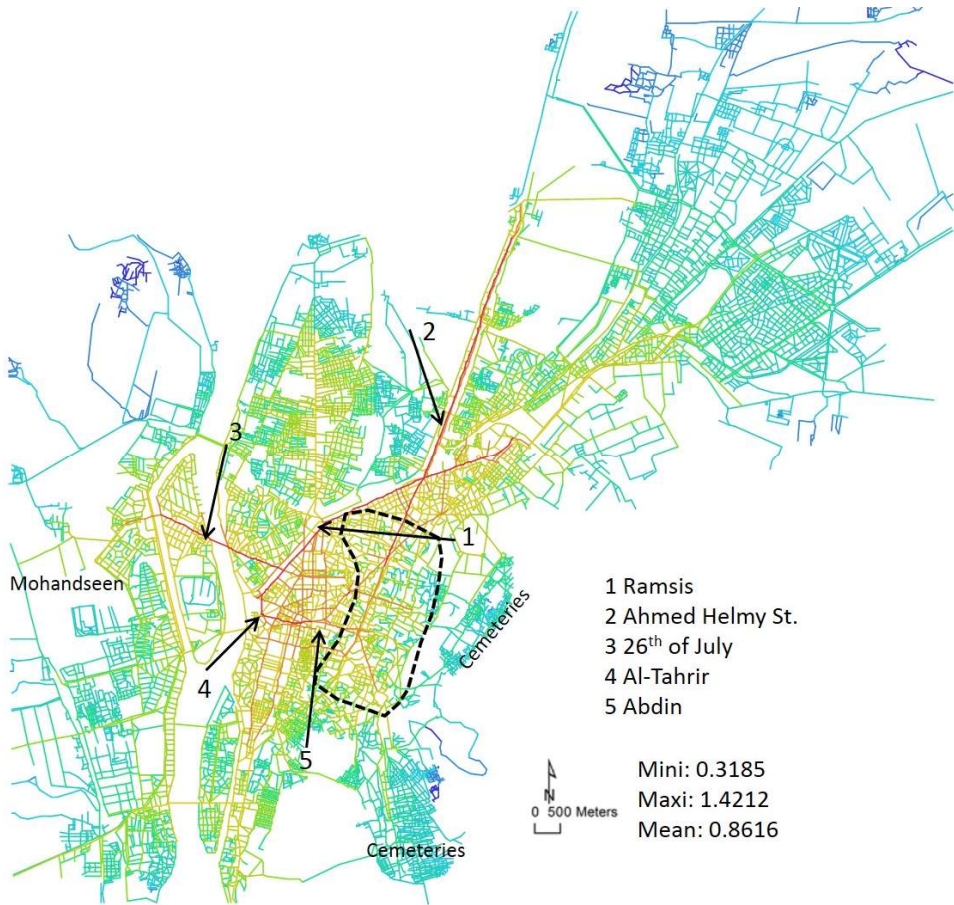 2
3
1
Mohandseen
Cemeteries
4
5
1 Ramsis
2 Ahmed Helmy St.
3 26th of July
4 Al-Tahrir
5 Abdin
N
0 500 Meters
Mini: 0.3185
Maxi: 1.4212
Mean: 0.8616
Cemeteries